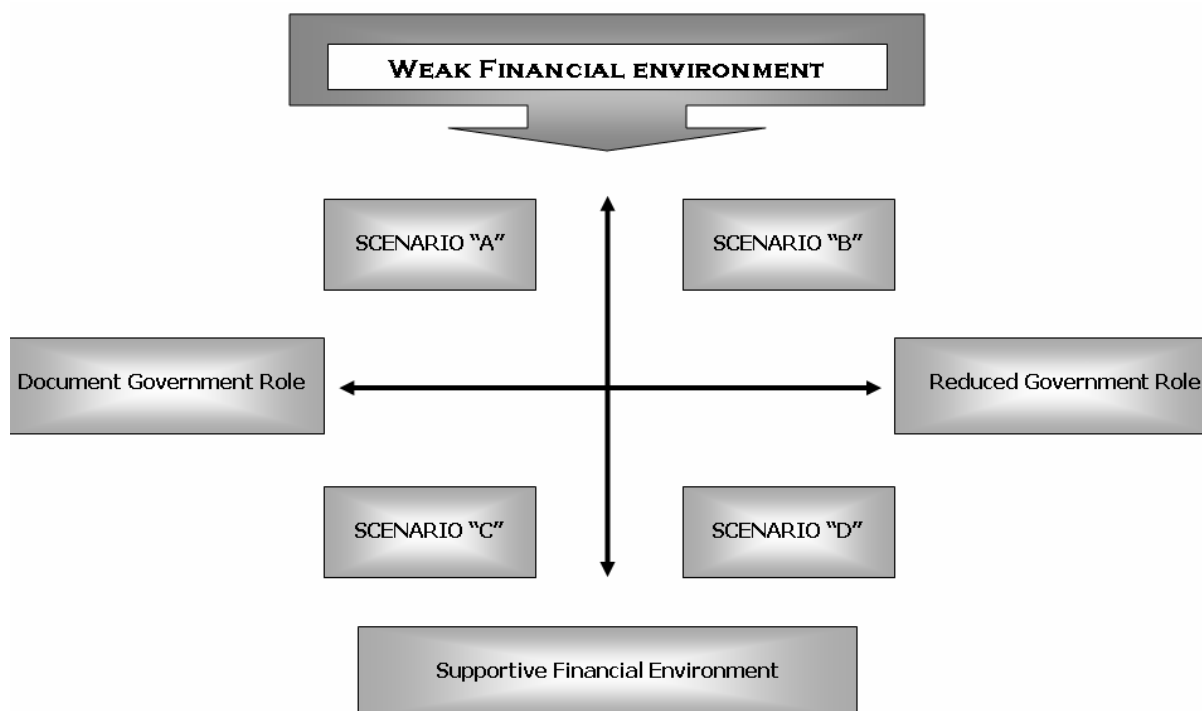 WEAK FINANCIAL ENVIRONMENT
SCENARIO “A”
SCENARIO “B”
Document Government Role
Reduced Government Role
SCENARIO “C”
SCENARIO “D”
Supportive Financial Environment